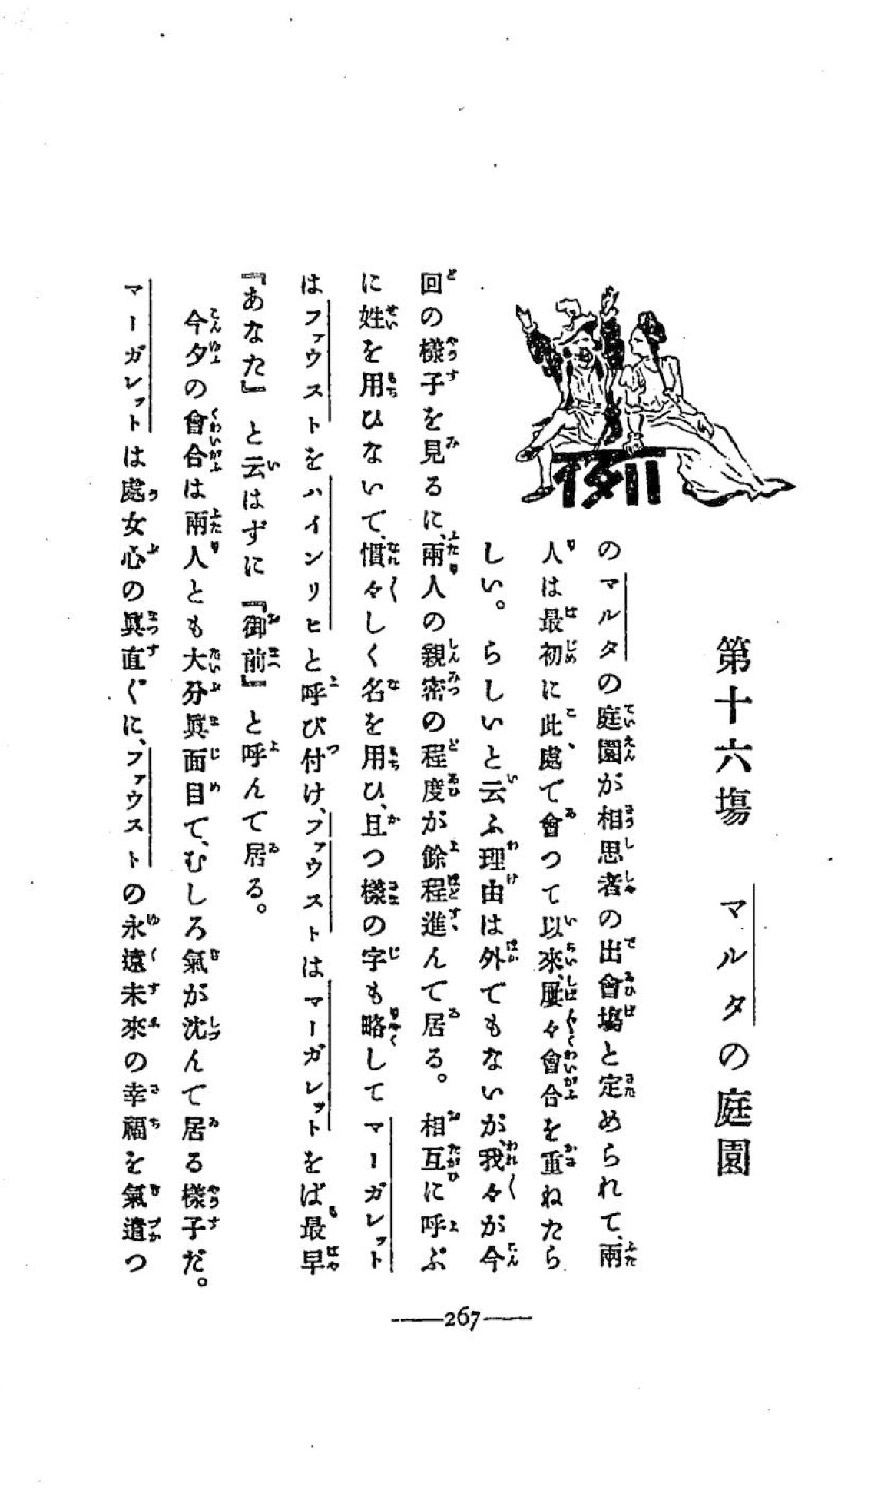 第十六塲　マルタの庭園
のマルタの庭園が相思者の出會塲と定められて、兩
人は最初に此處で會つて以來、屢々會合を重ねたら
しい。らしいと云ふ理由は外でもないが、我々が今
回の樣子を見るに、兩人の親密の程度が餘程進んで居る。相互に呼ぶ
に姓を用ひないで、慣々しく名を用ひ、且つ樣の字も略してマーガレット
はファウストをハインリヒと呼び付け、ファウストはマーガレットをば最早
『あなた』と云はずに『御前』と呼んで居る。
今夕の會合は兩人とも大分眞面目で、むしろ氣が沈んで居る樣子だ。
マーガレットは處女心の眞直ぐに、ファウストの永遠未來の幸福を氣遣つ
267